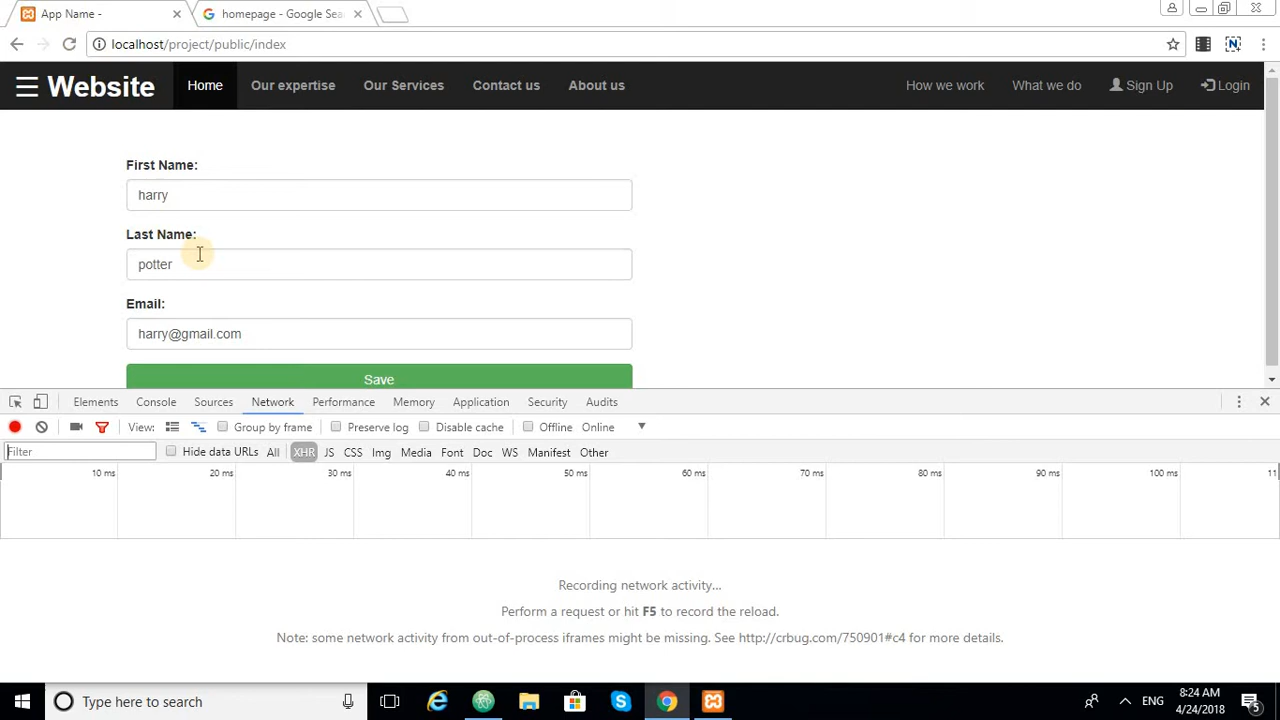 App Name -
homepage - Google Sea
localhost/project/public/index
Website
Home
Our expertise
Our Services
Contact us
About us
How we work
What we do
Sign Up
Login
First Name:
harry
Last Name:
potter
Email:
harry@gmail.com
Save
Elements Console Sources Network Performance Memory Application Security Audits
View: Group by frame Preserve log Disable cache Offline Online
Filter Hide data URLs All XHR JS CSS Img Media Font Doc WS Manifest Other
10 ms 20 ms 30 ms 40 ms 50 ms 60 ms 70 ms 80 ms 90 ms 100 ms 11
Recording network activity...
Perform a request or hit F5 to record the reload.
Note: some network activity from out-of-process iframes might be missing. See http://crbug.com/750901#c4 for more details.
Type here to search
ENG
8:24 AM
4/24/2018
5